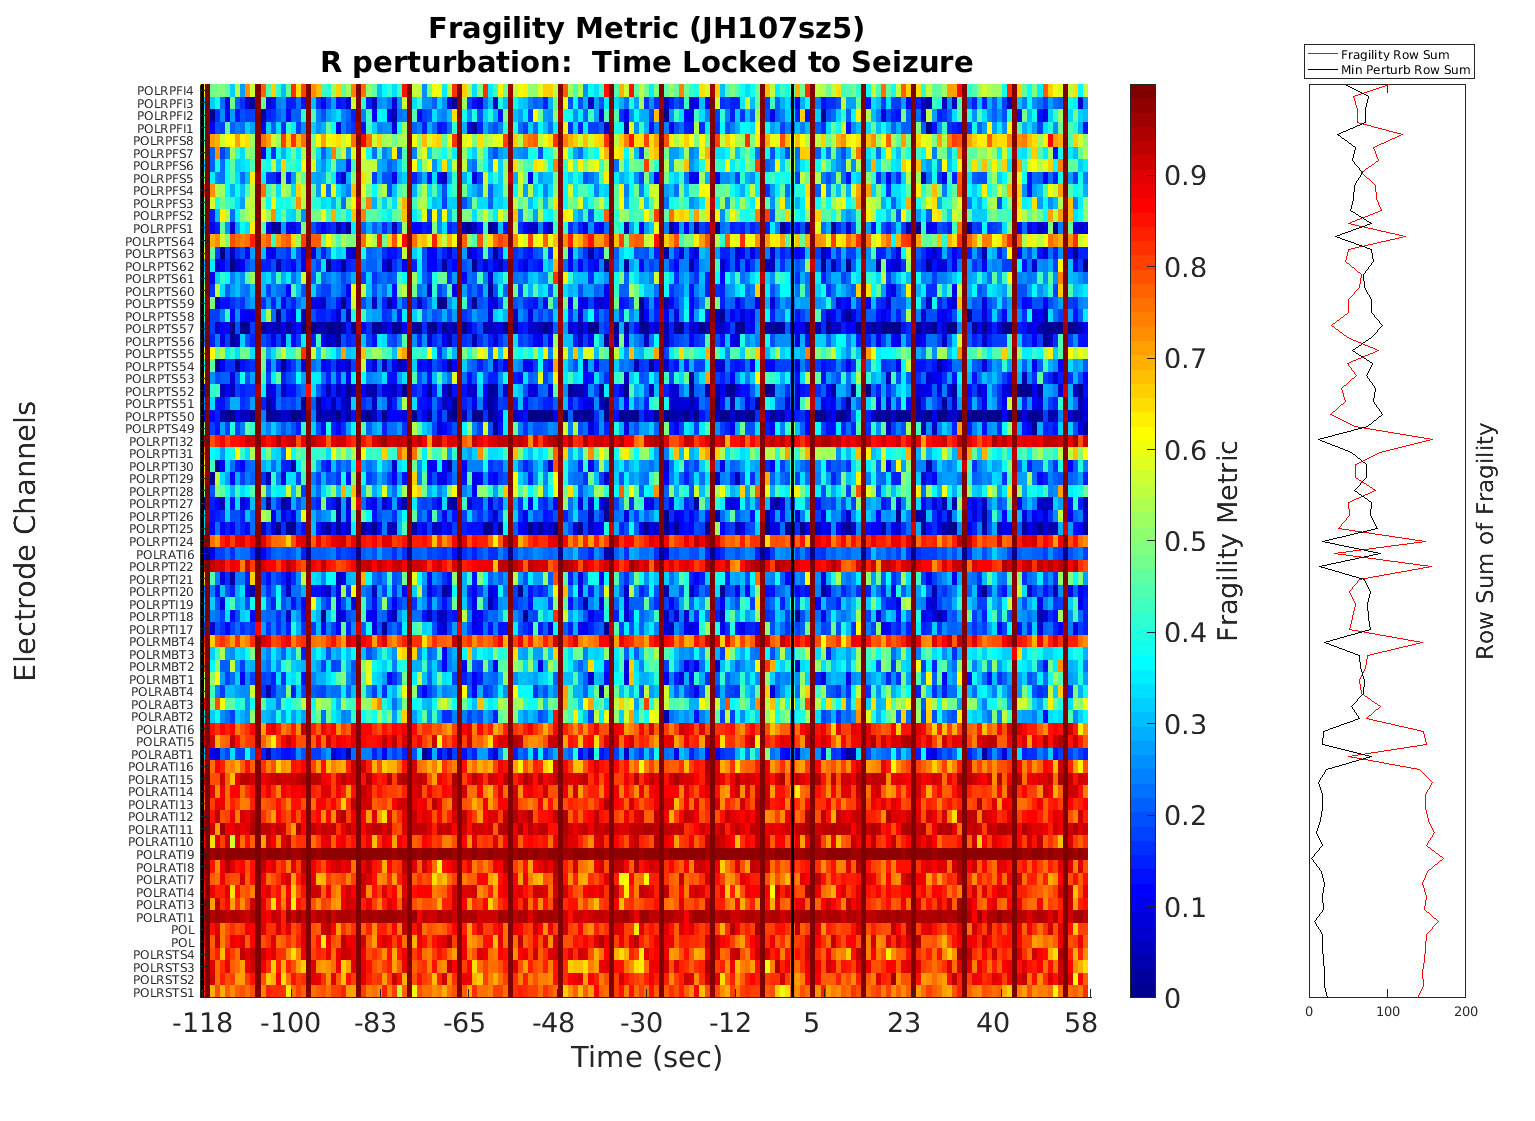 Fragility Metric (JH107sz5)
R perturbation:  Time Locked to Seizure
Fragility Row Sum
Min Perturb Row Sum
Electrode Channels
POLRPFI4
POLRPFI3
POLRPFI2
POLRPFI1
POLRPFS8
POLRPFS7
POLRPFS6
POLRPFS5
POLRPFS4
POLRPFS3
POLRPFS2
POLRPFS1
POLRPTS64
POLRPTS63
POLRPTS62
POLRPTS61
POLRPTS60
POLRPTS59
POLRPTS58
POLRPTS57
POLRPTS56
POLRPTS55
POLRPTS54
POLRPTS53
POLRPTS52
POLRPTS51
POLRPTS50
POLRPTS49
POLRPTI32
POLRPTI31
POLRPTI30
POLRPTI29
POLRPTI28
POLRPTI27
POLRPTI26
POLRPTI25
POLRPTI24
POLRATI6
POLRPTI22
POLRPTI21
POLRPTI20
POLRPTI19
POLRPTI18
POLRPTI17
POLRMBT4
POLRMBT3
POLRMBT2
POLRMBT1
POLRABT4
POLRABT3
POLRABT2
POLRATI6
POLRATI5
POLRABT1
POLRATI16
POLRATI15
POLRATI14
POLRATI13
POLRATI12
POLRATI11
POLRATI10
POLRATI9
POLRATI8
POLRATI7
POLRATI4
POLRATI3
POLRATI1
POL
POL
POLRSTS4
POLRSTS3
POLRSTS2
POLRSTS1
-118 -100 -83 -65 -48 -30 -12 5 23 40 58
Time (sec)
0.9
0.8
0.7
0.6
0.5
0.4
0.3
0.2
0.1
0
Fragility Metric
0 100 200
Row Sum of Fragility